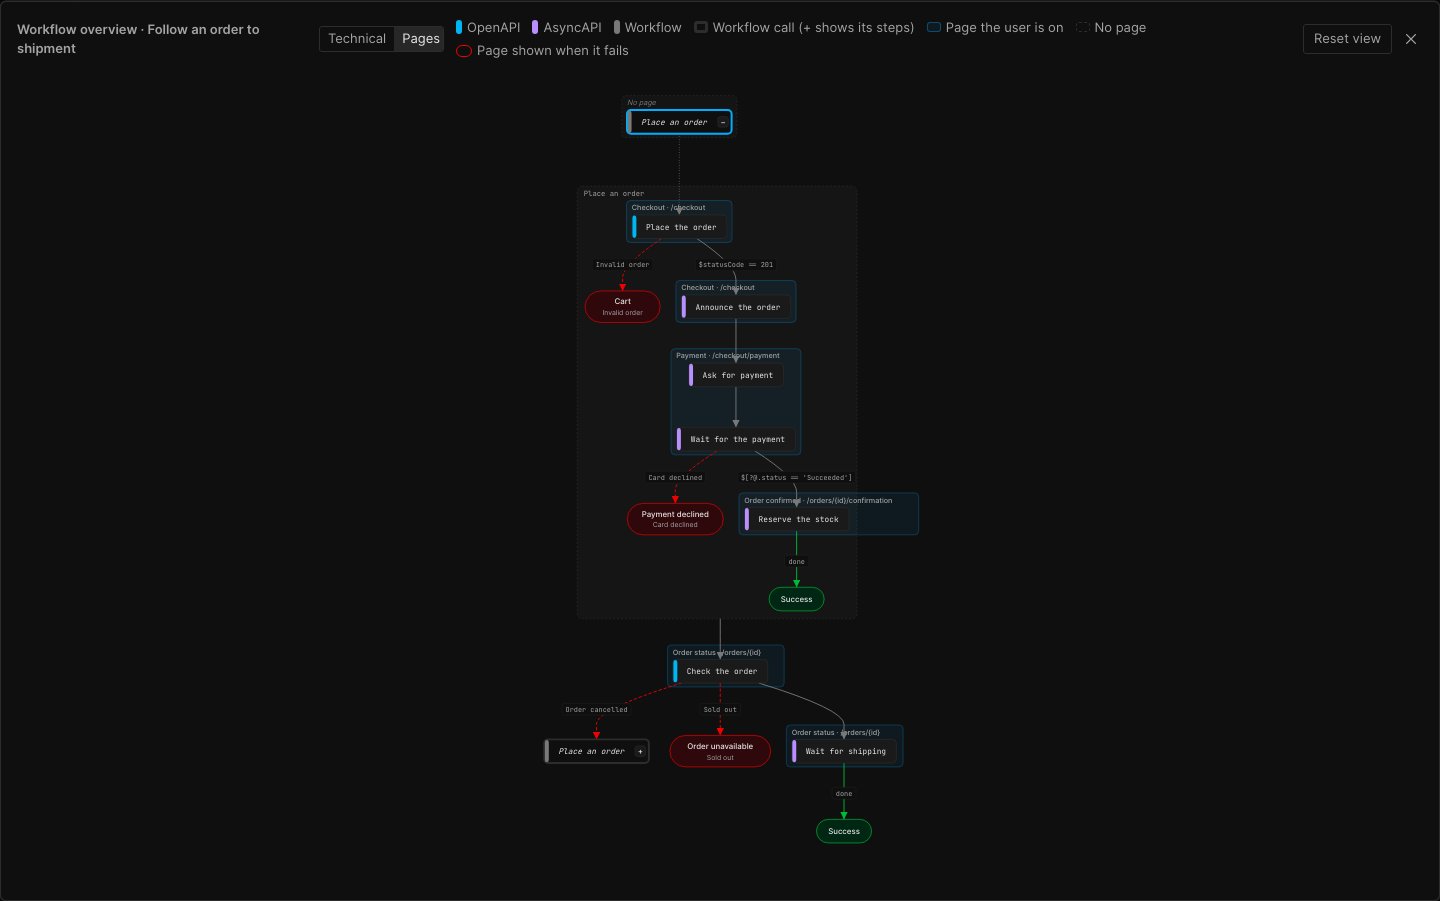 Workflow overview · Follow an order to
shipment
Technical
Pages
OpenAPI
AsyncAPI
Workflow
Workflow call (+ shows its steps)
Page the user is on
No page
Page shown when it fails
Reset view
No page
Place an order
−
Place an order
Checkout · /checkout
Place the order
Invalid order
$statusCode == 201
Cart
Invalid order
Checkout · /checkout
Announce the order
Payment · /checkout/payment
Ask for payment
Wait for the payment
Card declined
$[?@.status == 'Succeeded']
Payment declined
Card declined
Order confirmed · /orders/{id}/confirmation
Reserve the stock
done
Success
Order status · /orders/{id}
Check the order
Order cancelled
Sold out
Place an order
+
Order unavailable
Sold out
Order status · /orders/{id}
Wait for shipping
done
Success